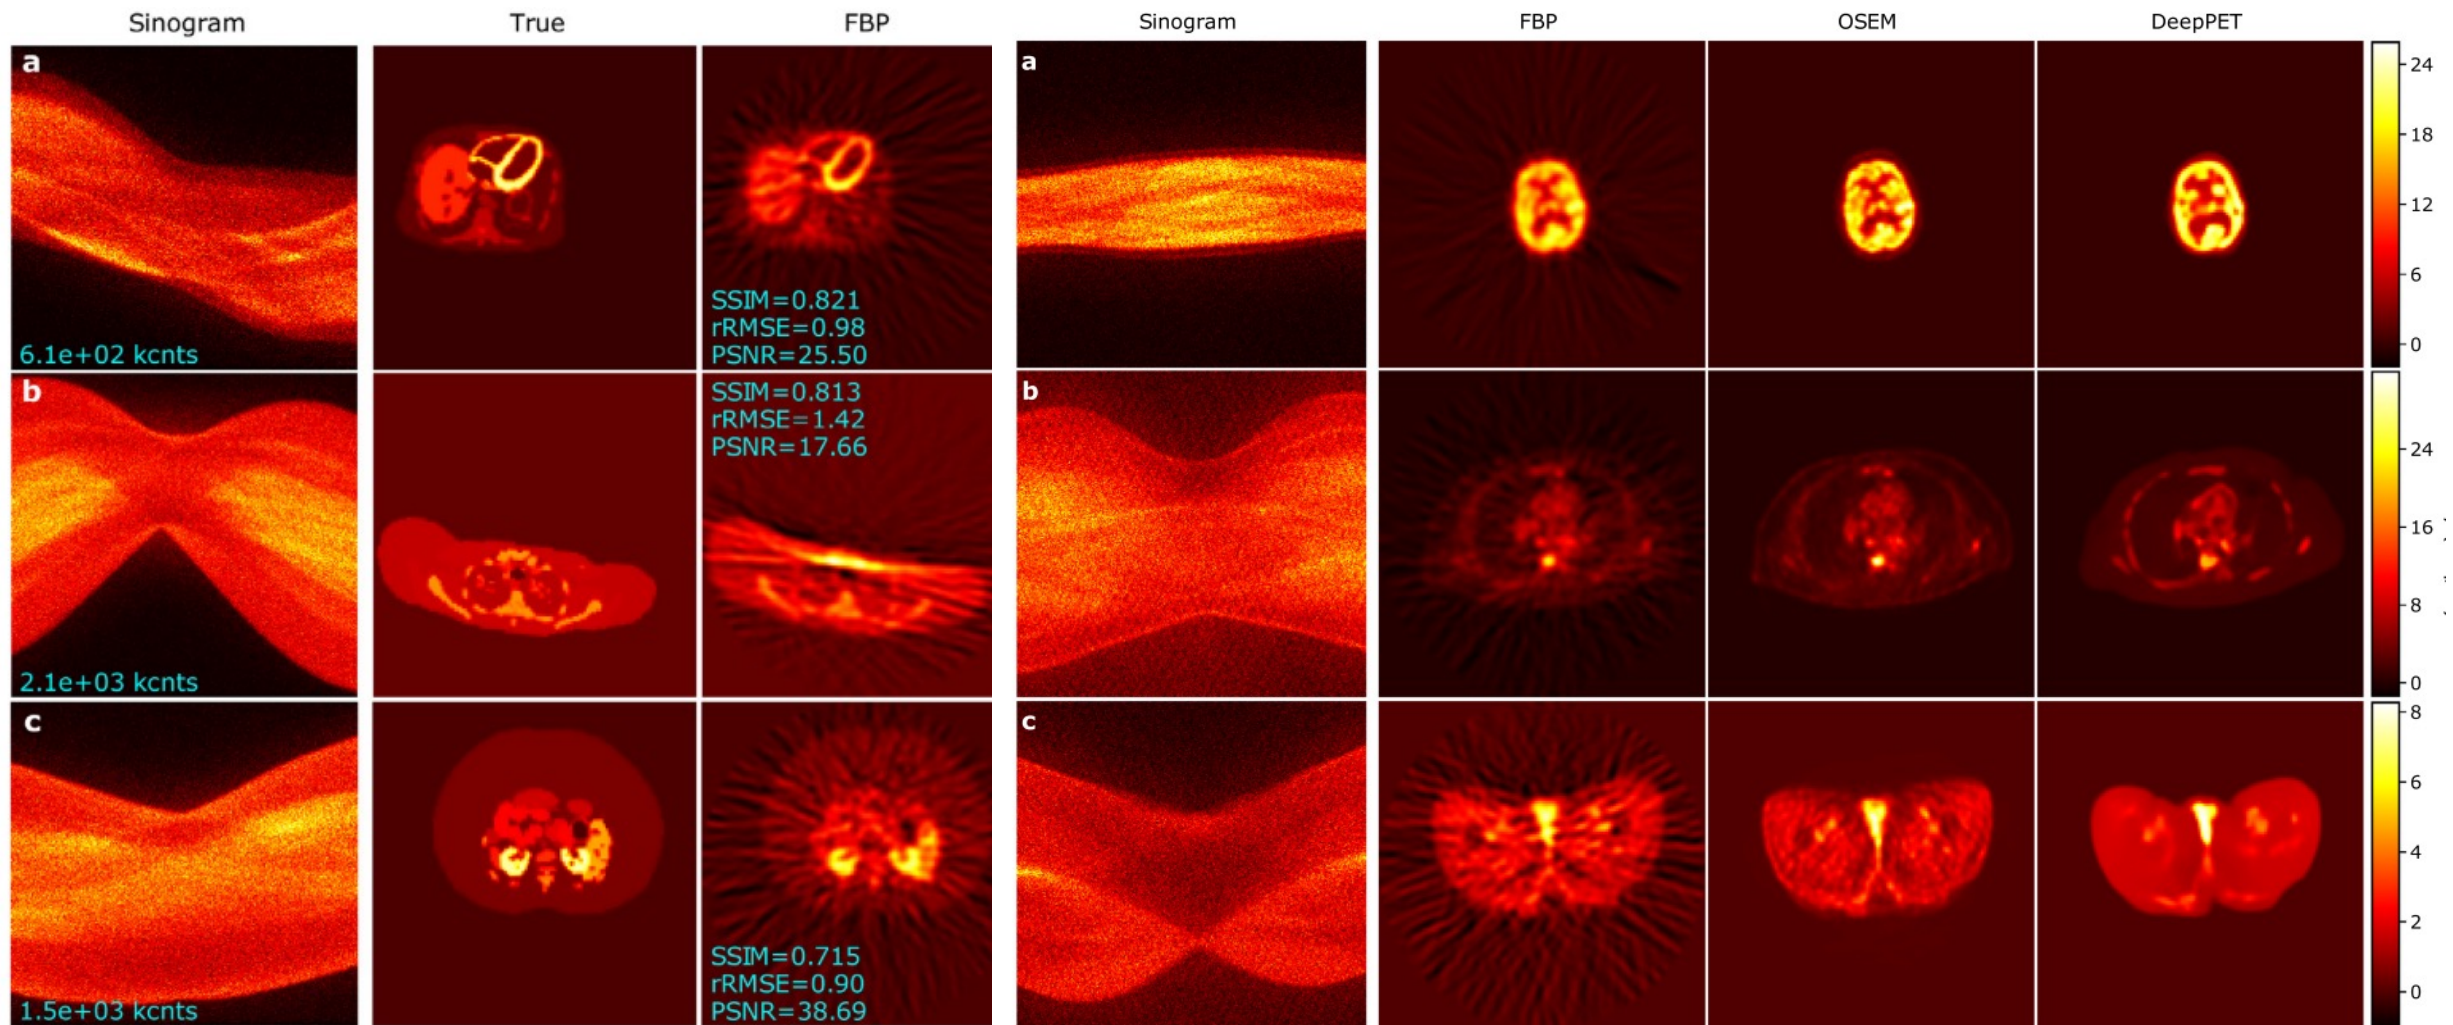 Sinogram True FBP Sinogram FBP OSEM DeepPET
a
6.1e+02 kcnts
SSIM=0.821
rRMSE=0.98
PSNR=25.50
a
24
18
12
6
0
b
2.1e+03 kcnts
SSIM=0.813
rRMSE=1.42
PSNR=17.66
b
24
16
8
0
c
1.5e+03 kcnts
SSIM=0.715
rRMSE=0.90
PSNR=38.69
c
8
6
4
2
0